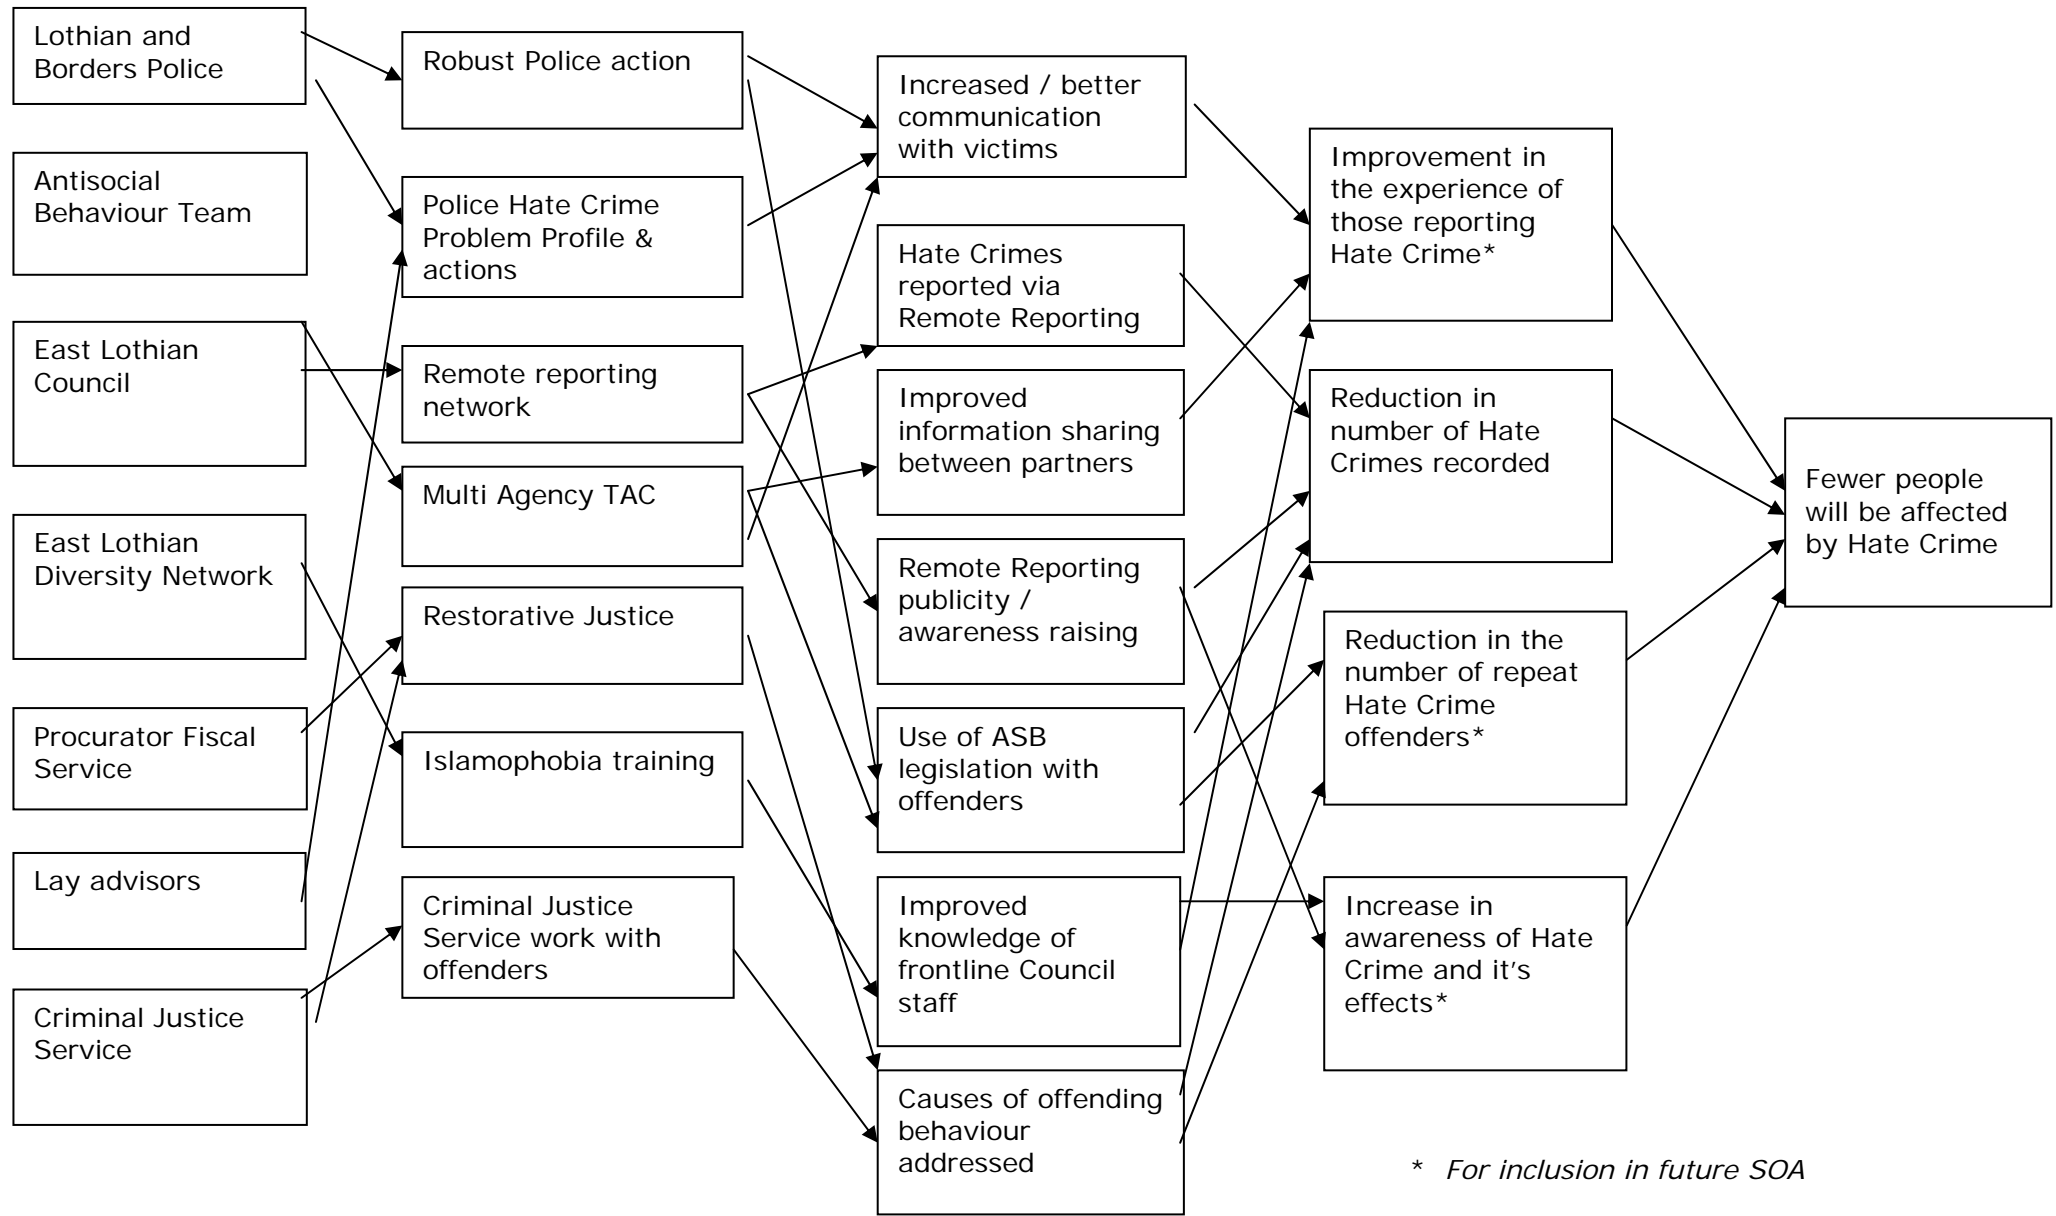 Lothian and
Borders Police
Antisocial
Behaviour Team
East Lothian
Council
East Lothian
Diversity Network
Procurator Fiscal
Service
Lay advisors
Criminal Justice
Service
Robust Police action
Police Hate Crime
Problem Profile &
actions
Remote reporting
network
Multi Agency TAC
Restorative Justice
Islamophobia training
Criminal Justice
Service work with
offenders
Increased / better
communication
with victims
Hate Crimes
reported via
Remote Reporting
Improved
information sharing
between partners
Remote Reporting
publicity /
awareness raising
Use of ASB
legislation with
offenders
Improved
knowledge of
frontline Council
staff
Causes of offending
behaviour
addressed
Improvement in
the experience of
those reporting
Hate Crime*
Reduction in
number of Hate
Crimes recorded
Reduction in the
number of repeat
Hate Crime
offenders*
Increase in
awareness of Hate
Crime and it’s
effects*
Fewer people
will be affected
by Hate Crime
* For inclusion in future SOA